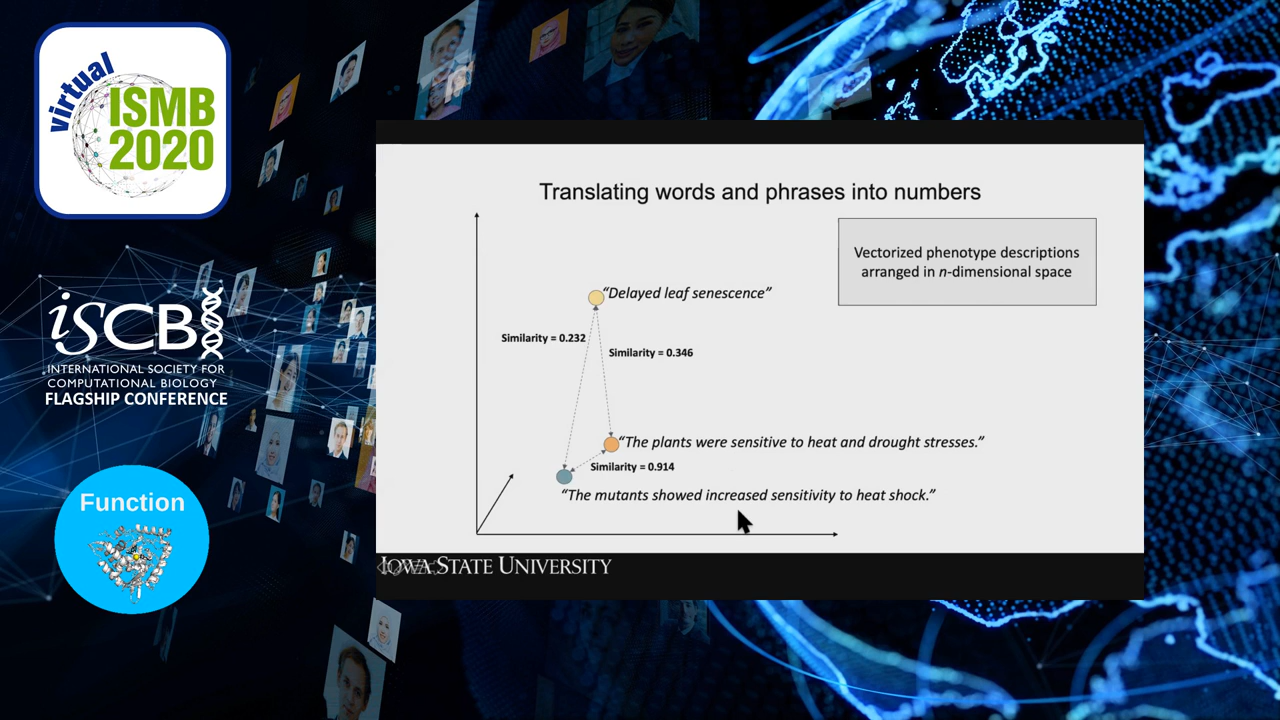 virtual
ISMB
2020
iSCB
INTERNATIONAL SOCIETY FOR
COMPUTATIONAL BIOLOGY
FLAGSHIP CONFERENCE
Function
Translating words and phrases into numbers
Vectorized phenotype descriptions
arranged in n-dimensional space
“Delayed leaf senescence”
Similarity = 0.232
Similarity = 0.346
“The plants were sensitive to heat and drought stresses.”
Similarity = 0.914
“The mutants showed increased sensitivity to heat shock.”
IOWA STATE UNIVERSITY